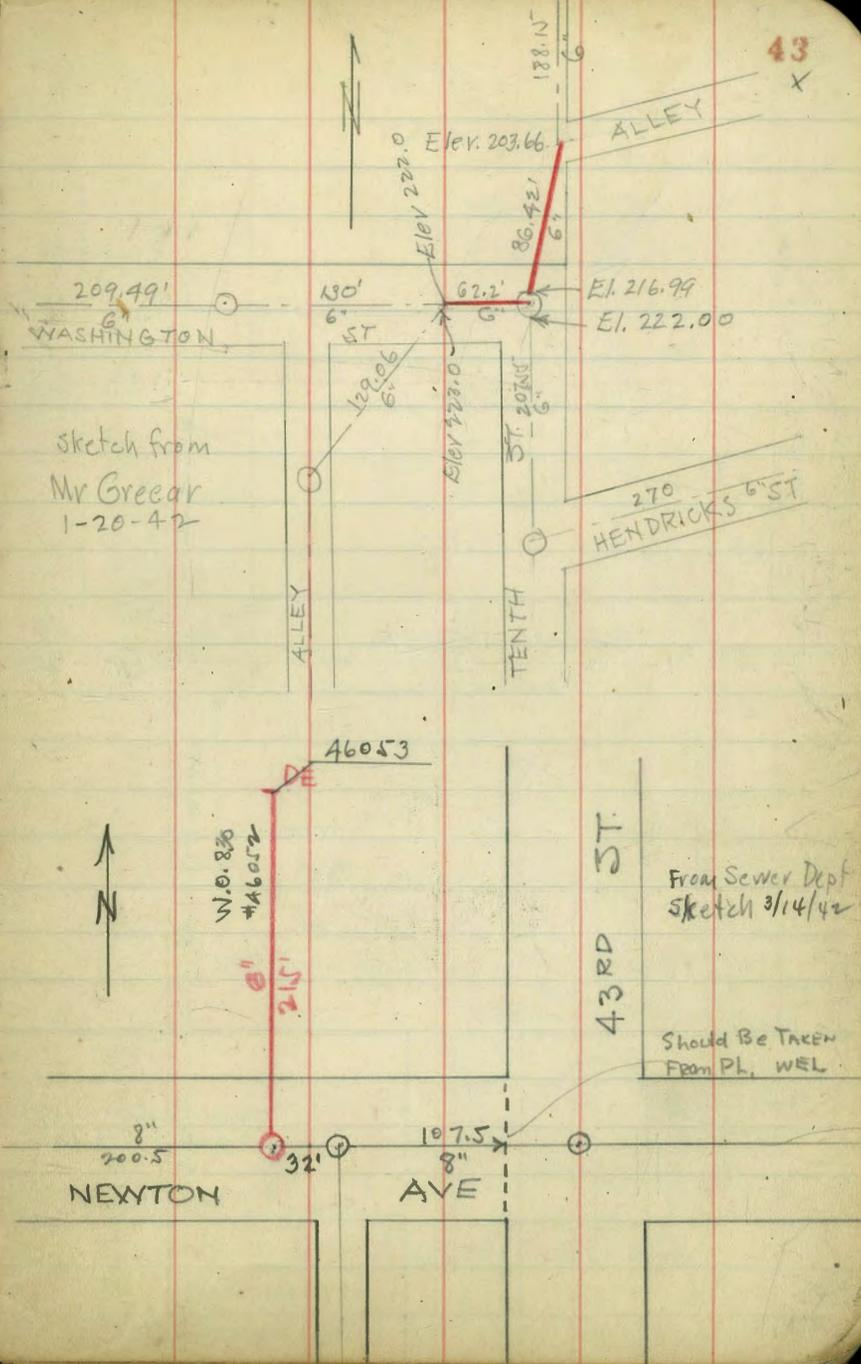 43
x
188.15
6"
ALLEY
N
Elev. 203.66
Elev 222.0
86.42'
6"
209.49'
6"
130'
6"
62.2'
6"
El. 216.99
El. 222.00
WASHINGTON
ST
129.06
6"
Elev 223.0
ST.
6"
Sketch from
Mr Greear
1-20-42
270
6"
HENDRICKS ST
ALLEY
TENTH
46053
DE
W.O. 830
#46052
N
8"
215'
43RD ST.
From Sewer Dept
Sketch 3/14/42
Should Be Taken
From PL, WEL
8"
200.5
32'
107.5
8"
NEWTON AVE